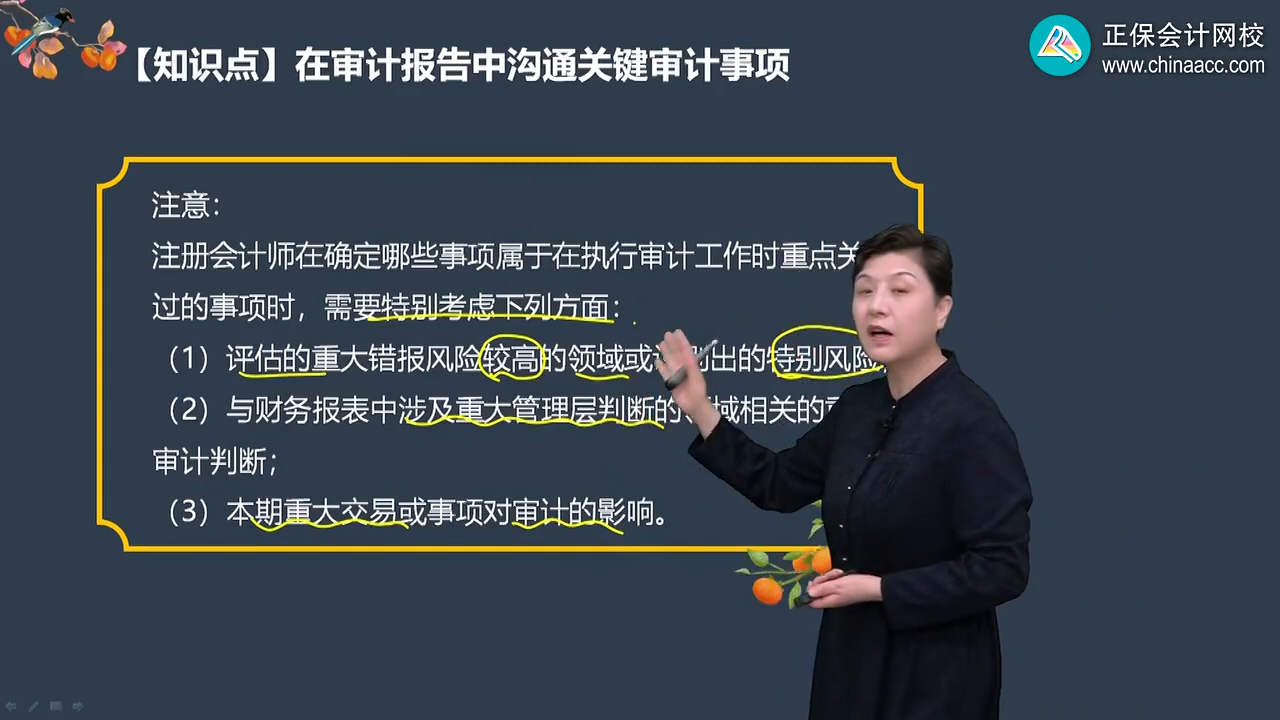 正保会计网校
www.chinaacc.com
【知识点】在审计报告中沟通关键审计事项
注意：
注册会计师在确定哪些事项属于在执行审计工作时重点关
过的事项时，需要特别考虑下列方面：
（1）评估的重大错报风险较高的领域或 出的特别风险
（2）与财务报表中涉及重大管理层判断的 域相关的
审计判断；
（3）本期重大交易或事项对审计的影响。